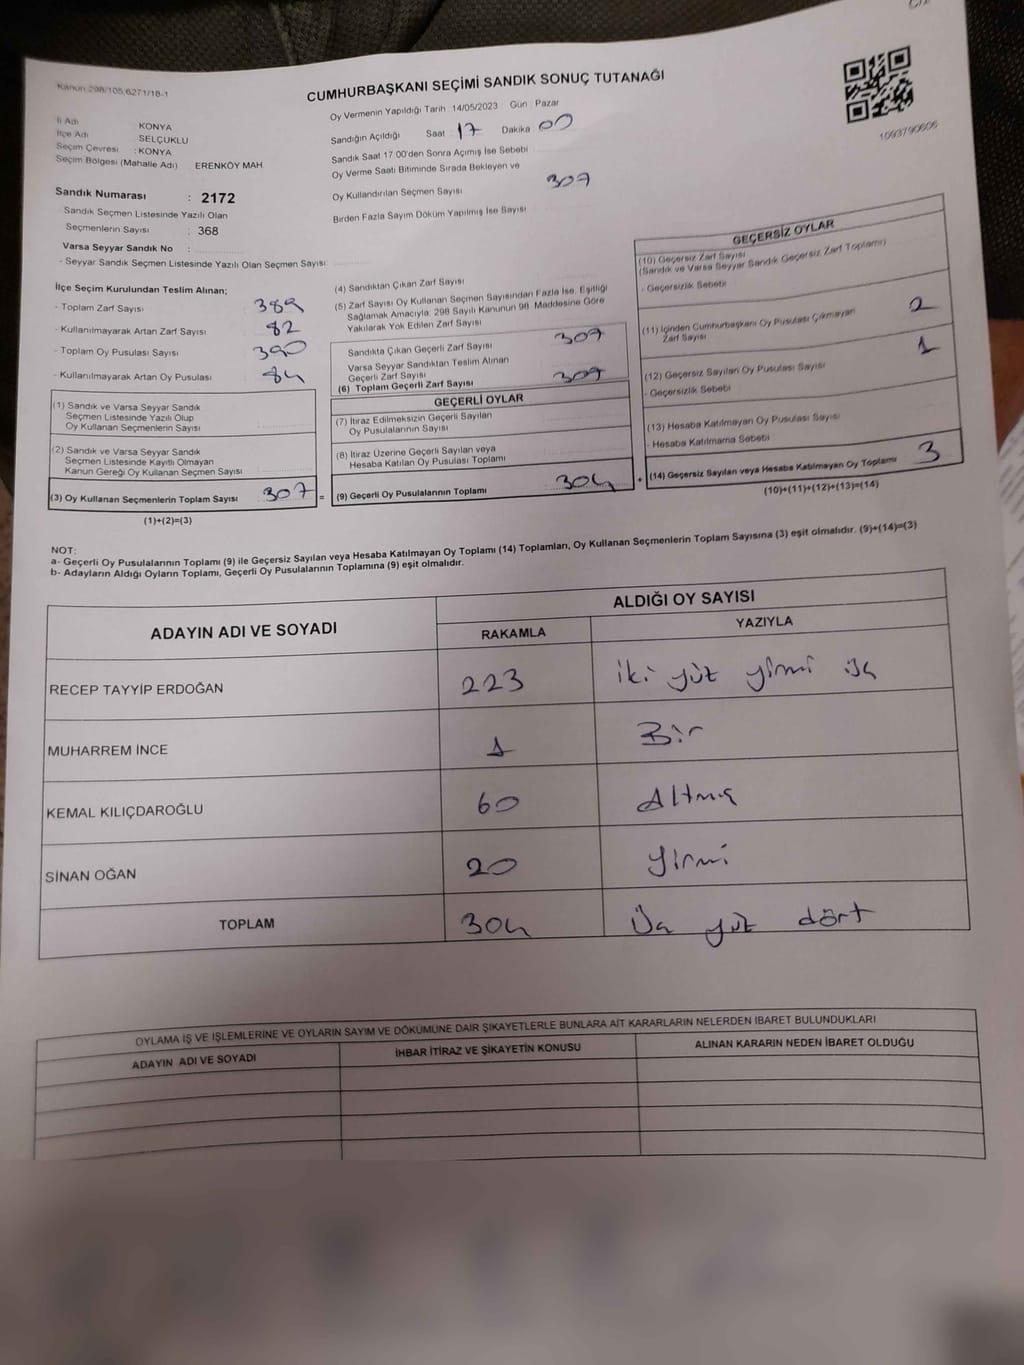 Kanun 298/105,6271/18-1
CUMHURBAŞKANI SEÇİMİ SANDIK SONUÇ TUTANAĞI
1093790606
İl Adı KONYA
İlçe Adı SELÇUKLU
Seçim Çevresi : KONYA
Seçim Bölgesi (Mahalle Adı) ERENKÖY MAH.
Sandık Numarası : 2172
Sandık Seçmen Listesinde Yazılı Olan
Seçmenlerin Sayısı : 368
Varsa Seyyar Sandık No :
- Seyyar Sandık Seçmen Listesinde Yazılı Olan Seçmen Sayısı
İlçe Seçim Kurulundan Teslim Alınan;
- Toplam Zarf Sayısı 389
- Kullanılmayarak Artan Zarf Sayısı 82
- Toplam Oy Pusulası Sayısı 390
- Kullanılmayarak Artan Oy Pusulası 84
(1) Sandık ve Varsa Seyyar Sandık
Seçmen Listesinde Yazılı Olup
Oy Kullanan Seçmenlerin Sayısı
(2) Sandık ve Varsa Seyyar Sandık
Seçmen Listesinde Kayıtlı Olmayan
Kanun Gereği Oy Kullanan Seçmen Sayısı
(3) Oy Kullanan Seçmenlerin Toplam Sayısı 307 =
(1)+(2)=(3)
Oy Vermenin Yapıldığı Tarih 14/05/2023 Gün : Pazar
Sandığın Açıldığı Saat 17 Dakika 00
Sandık Saat 17.00'den Sonra Açımış İse Sebebi
Oy Verme Saati Bitiminde Sırada Bekleyen ve
Oy Kullandırılan Seçmen Sayısı 307
Birden Fazla Sayım Döküm Yapılmış İse Sayısı
(4) Sandıktan Çıkan Zarf Sayısı
(5) Zarf Sayısı Oy Kullanan Seçmen Sayısından Fazla İse, Eşitliği
Sağlamak Amacıyla; 298 Sayılı Kanunun 98. Maddesine Göre
Yakılarak Yok Edilen Zarf Sayısı
Sandıkta Çıkan Geçerli Zarf Sayısı 307
Varsa Seyyar Sandıktan Teslim Alınan
Geçerli Zarf Sayısı
(6) Toplam Geçerli Zarf Sayısı 307
GEÇERLİ OYLAR
(7) İtiraz Edilmeksizin Geçerli Sayılan
Oy Pusulalarının Sayısı
(8) İtiraz Üzerine Geçerli Sayılan veya
Hesaba Katılan Oy Pusulası Toplamı
(9) Geçerli Oy Pusulalarının Toplamı 304 +
GEÇERSİZ OYLAR
(10) Geçersiz Zarf Sayısı
(Sandık ve Varsa Seyyar Sandık Geçersiz Zarf Toplamı)
- Geçersizlik Sebebi
(11) İçinden Cumhurbaşkanı Oy Pusulası Çıkmayan
Zarf Sayısı 2
(12) Geçersiz Sayılan Oy Pusulası Sayısı 1
- Geçersizlik Sebebi
(13) Hesaba Katılmayan Oy Pusulası Sayısı
- Hesaba Katılmama Sebebi
(14) Geçersiz Sayılan veya Hesaba Katılmayan Oy Toplamı 3
(10)+(11)+(12)+(13)=(14)
NOT:
a- Geçerli Oy Pusulalarının Toplamı (9) ile Geçersiz Sayılan veya Hesaba Katılmayan Oy Toplamı (14) Toplamları, Oy Kullanan Seçmenlerin Toplam Sayısına (3) eşit olmalıdır. (9)+(14)=(3)
b- Adayların Aldığı Oyların Toplamı, Geçerli Oy Pusulalarının Toplamına (9) eşit olmalıdır.
ADAYIN ADI VE SOYADI ALDIĞI OY SAYISI
RAKAMLA YAZIYLA
RECEP TAYYİP ERDOĞAN 223 iki yüz yirmi üç
MUHARREM İNCE 1 Bir
KEMAL KILIÇDAROĞLU 60 Altmış
SİNAN OĞAN 20 yirmi
TOPLAM 304 Üç yüz dört
OYLAMA İŞ VE İŞLEMLERİNE VE OYLARIN SAYIM VE DÖKÜMÜNE DAİR ŞİKAYETLERLE BUNLARA AİT KARARLARIN NELERDEN İBARET BULUNDUKLARI
ADAYIN ADI VE SOYADI İHBAR İTİRAZ VE ŞİKAYETİN KONUSU ALINAN KARARIN NEDEN İBARET OLDUĞU